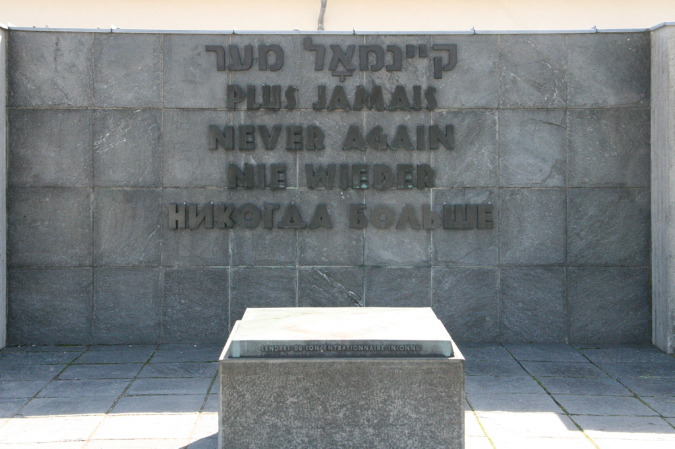 קיינמאָל מער
PLUS JAMAIS
NEVER AGAIN
NIE WIEDER
НИКОГДА БОЛЬШЕ